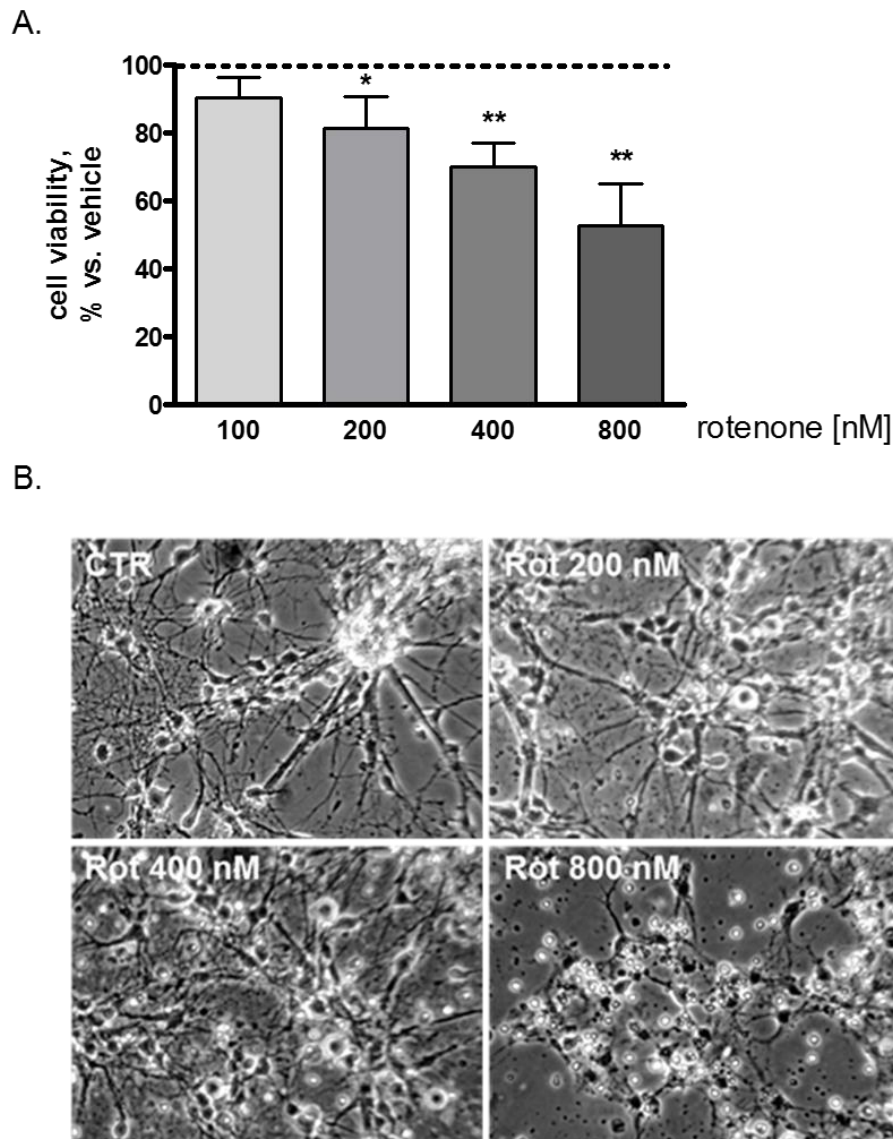 A.
100
80
60
40
20
0
cell viability,
% vs. vehicle
*
**
**
100 200 400 800 rotenone [nM]
B.
CTR Rot 200 nM
Rot 400 nM Rot 800 nM